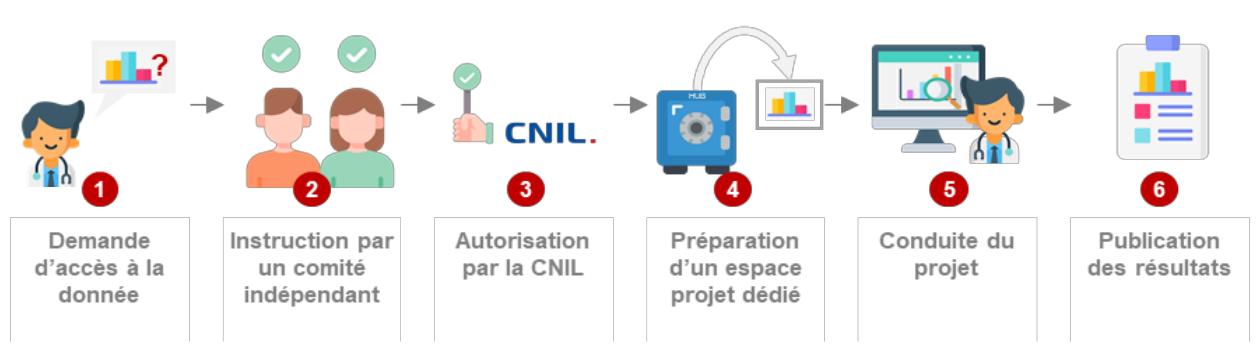 ?
CNIL.
HUB
1
2
3
4
5
6
Demande
d’accès à la
donnée
Instruction par
un comité
indépendant
Autorisation
par la CNIL
Préparation
d’un espace
projet dédié
Conduite du
projet
Publication
des résultats